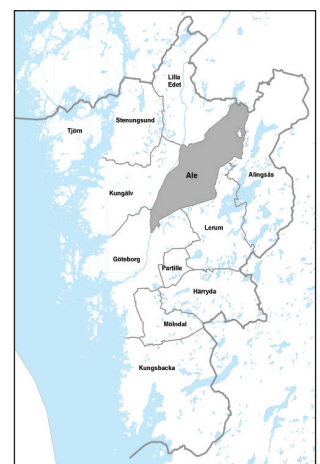 Lilla
Edet
Stenungsund
Tjörn
Ale
Alingsås
Kungälv
Lerum
Göteborg
Partille
Härryda
Mölndal
Kungsbacka